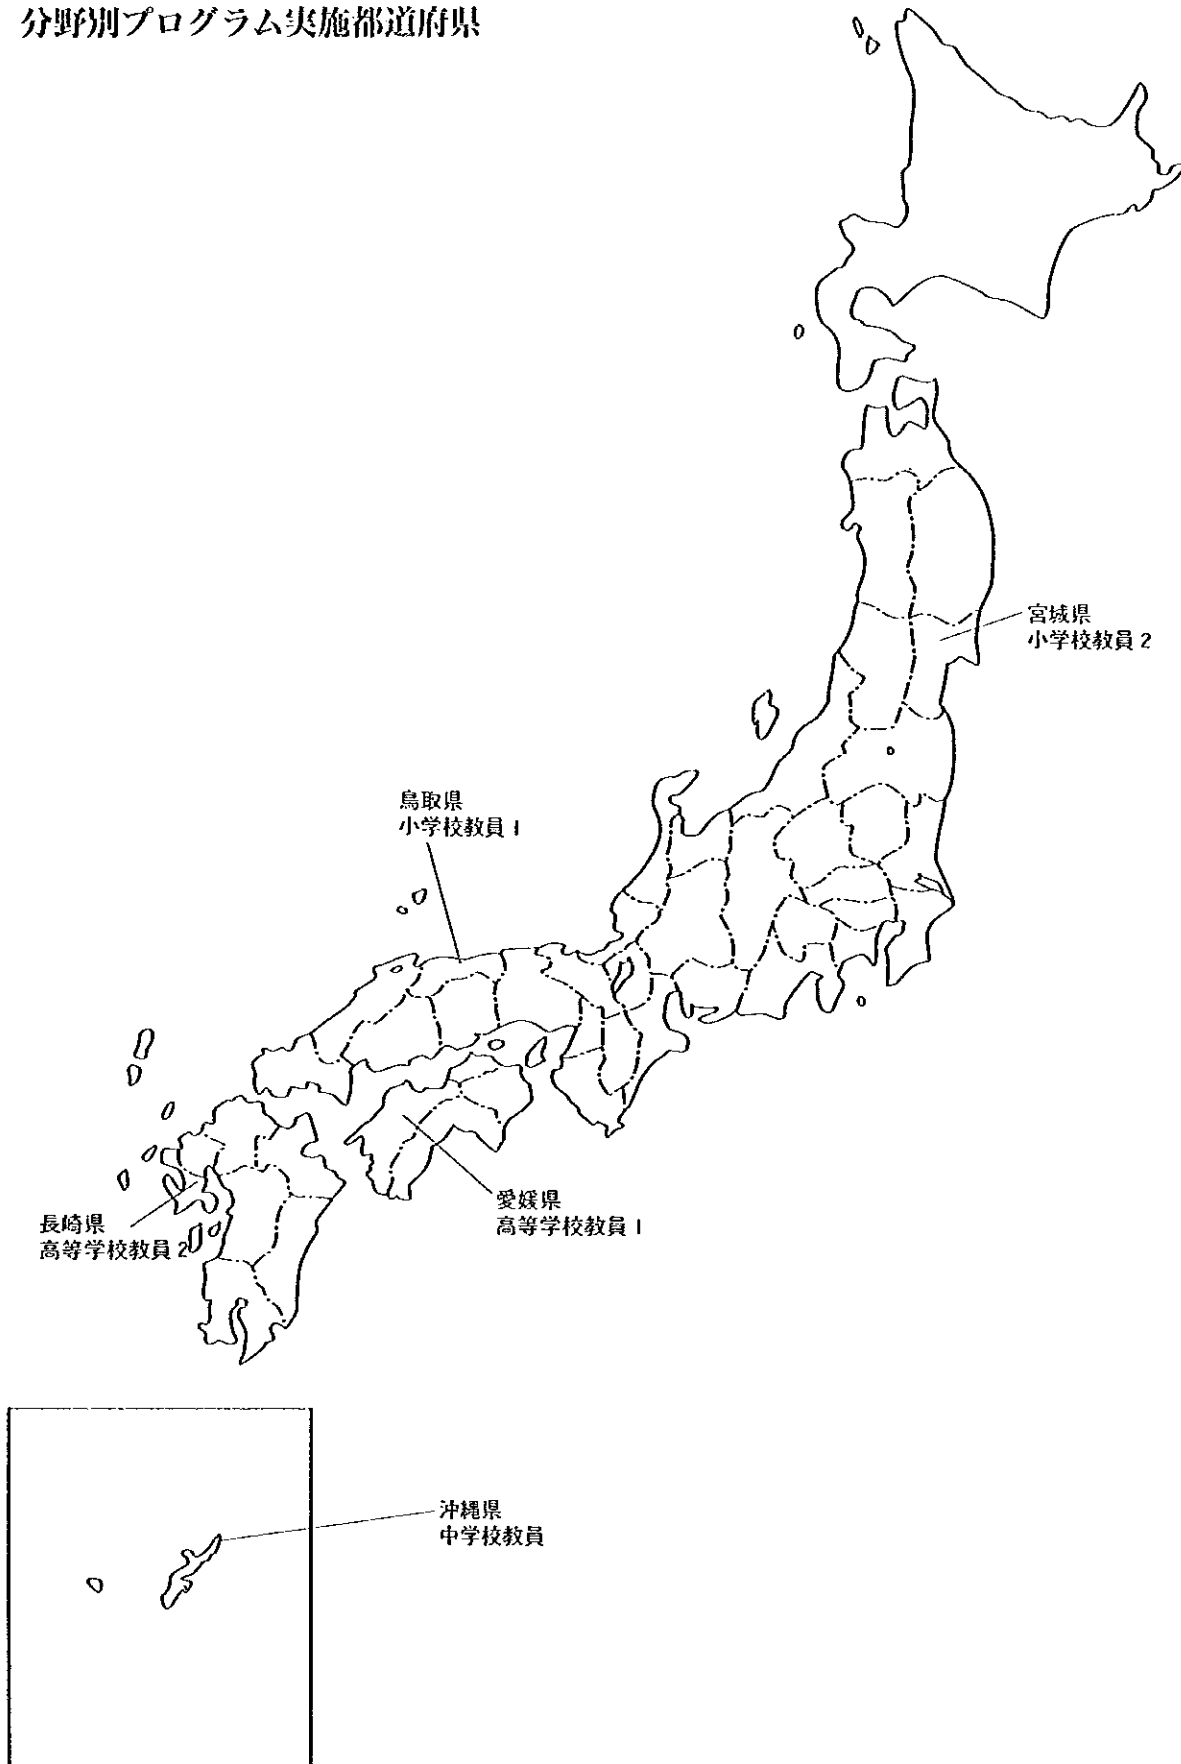 分野別プログラム実施都道府県
宮城県
小学校教員2
鳥取県
小学校教員1
愛媛県
高等学校教員1
長崎県
高等学校教員2
沖縄県
中学校教員